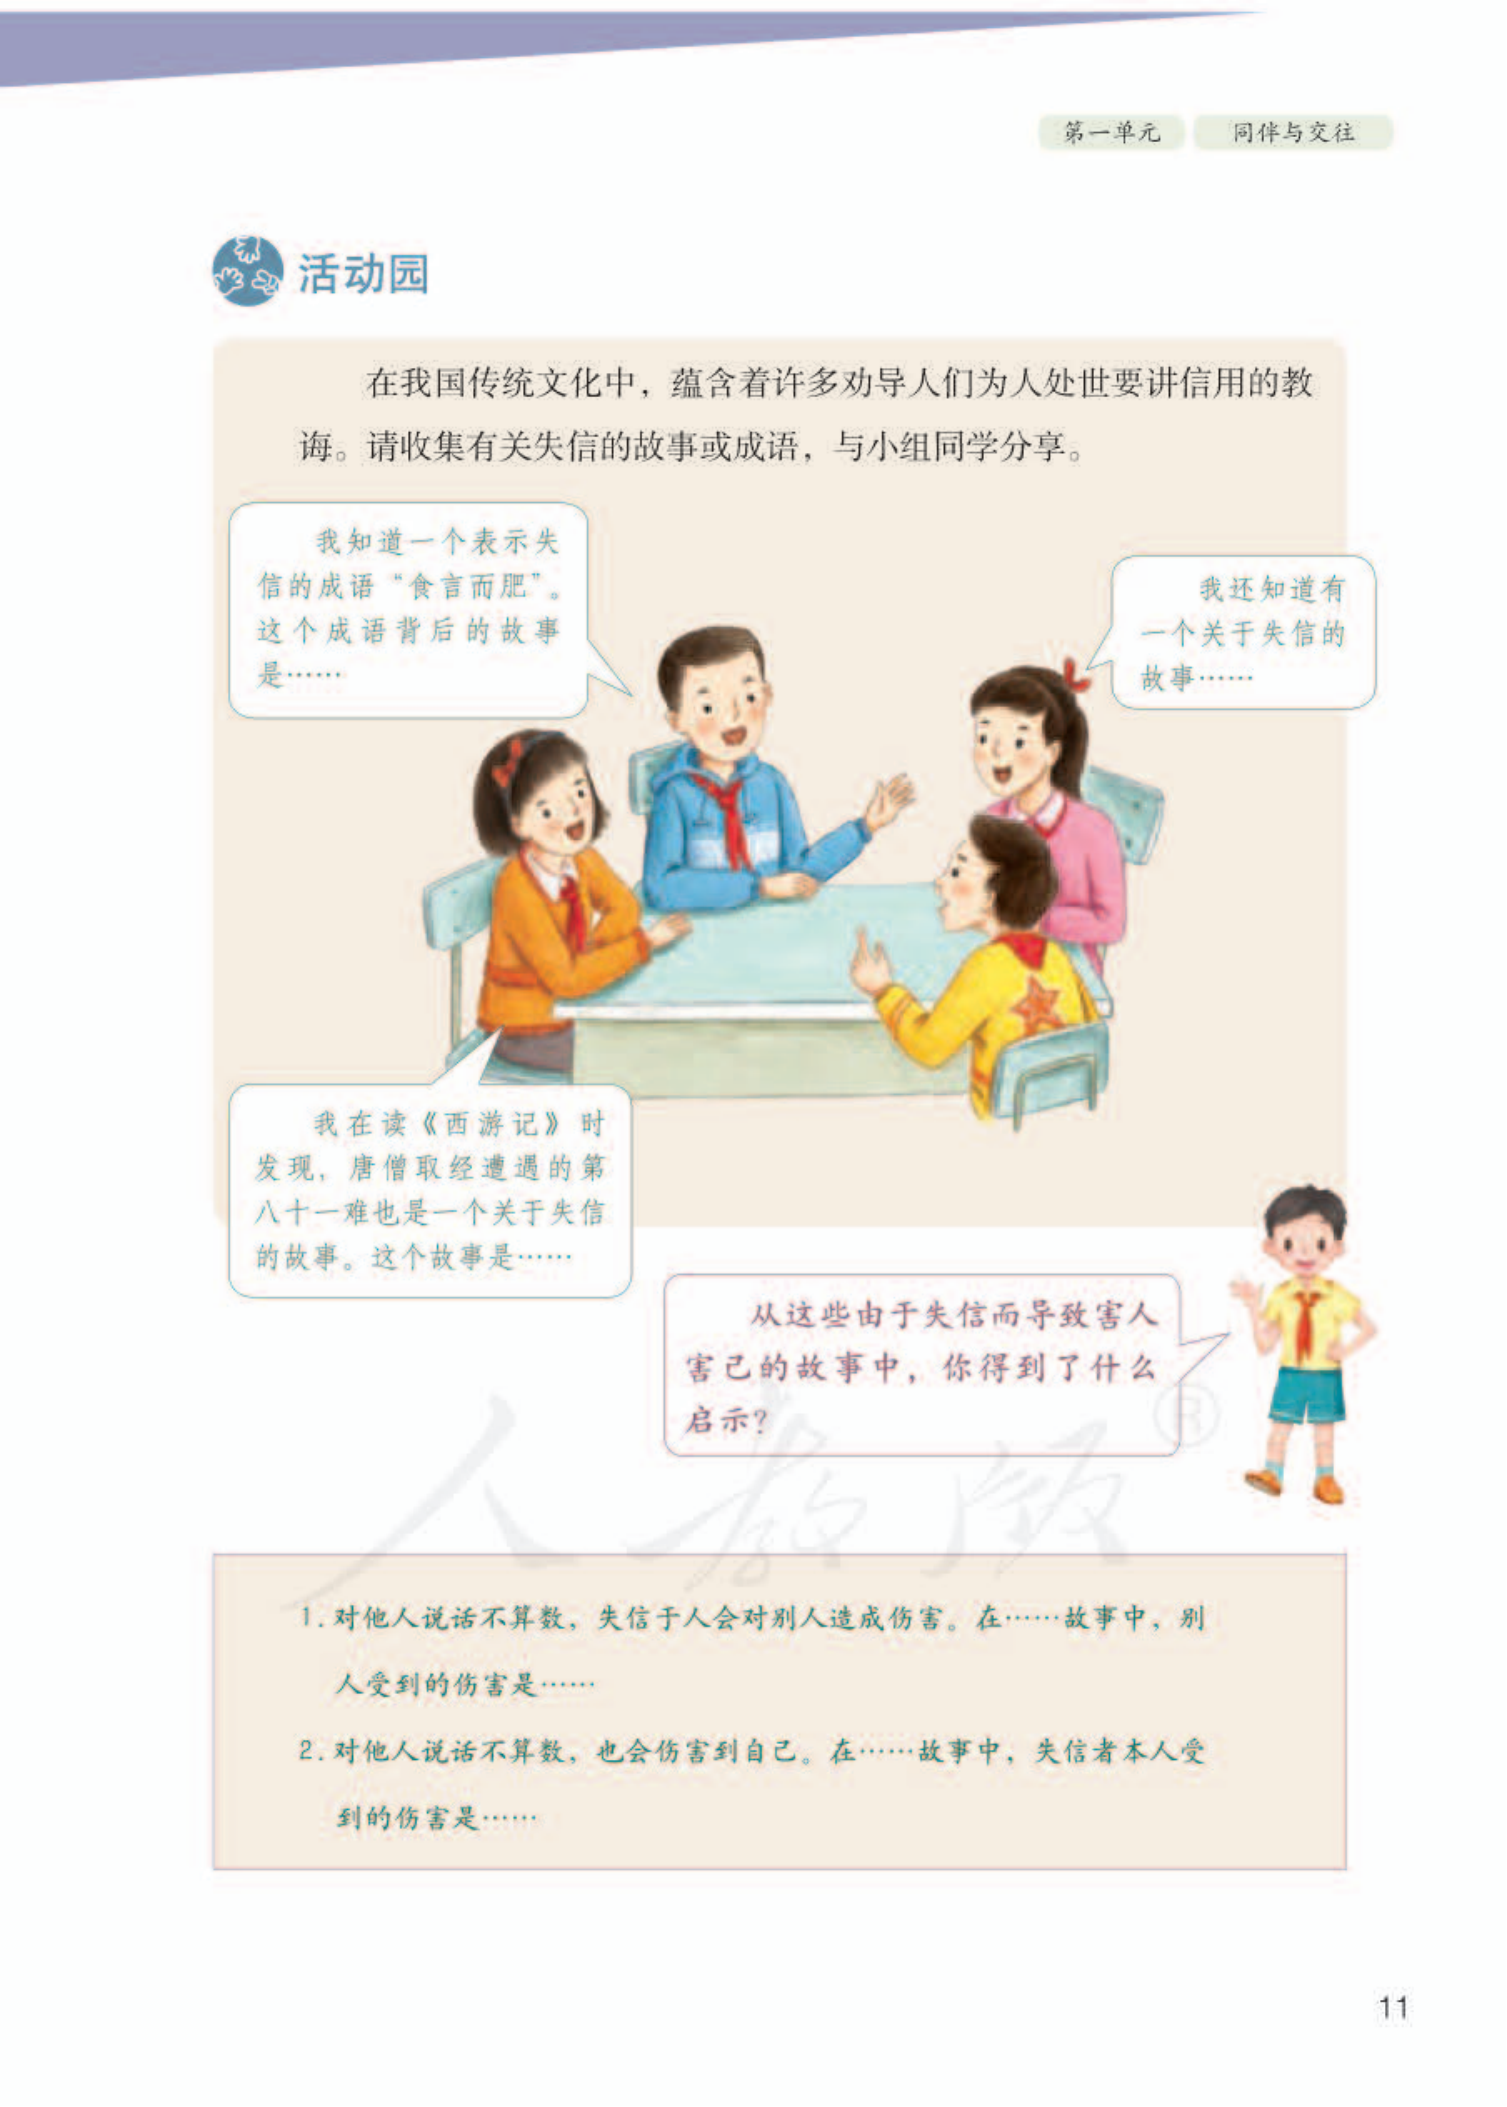 第一单元 同伴与交往
活动园
在我国传统文化中，蕴含着许多劝导人们为人处世要讲信用的教
诲。请收集有关失信的故事或成语，与小组同学分享。
我知道一个表示失
信的成语“食言而肥”。
这个成语背后的故事
是……
我还知道有
一个关于失信的
故事……
我在读《西游记》时
发现，唐僧取经遭遇的第
八十一难也是一个关于失信
的故事。这个故事是……
从这些由于失信而导致害人
害己的故事中，你得到了什么
启示？
人教版®
1. 对他人说话不算数，失信于人会对别人造成伤害。在……故事中，别
人受到的伤害是……
2. 对他人说话不算数，也会伤害到自己。在……故事中，失信者本人受
到的伤害是……
11